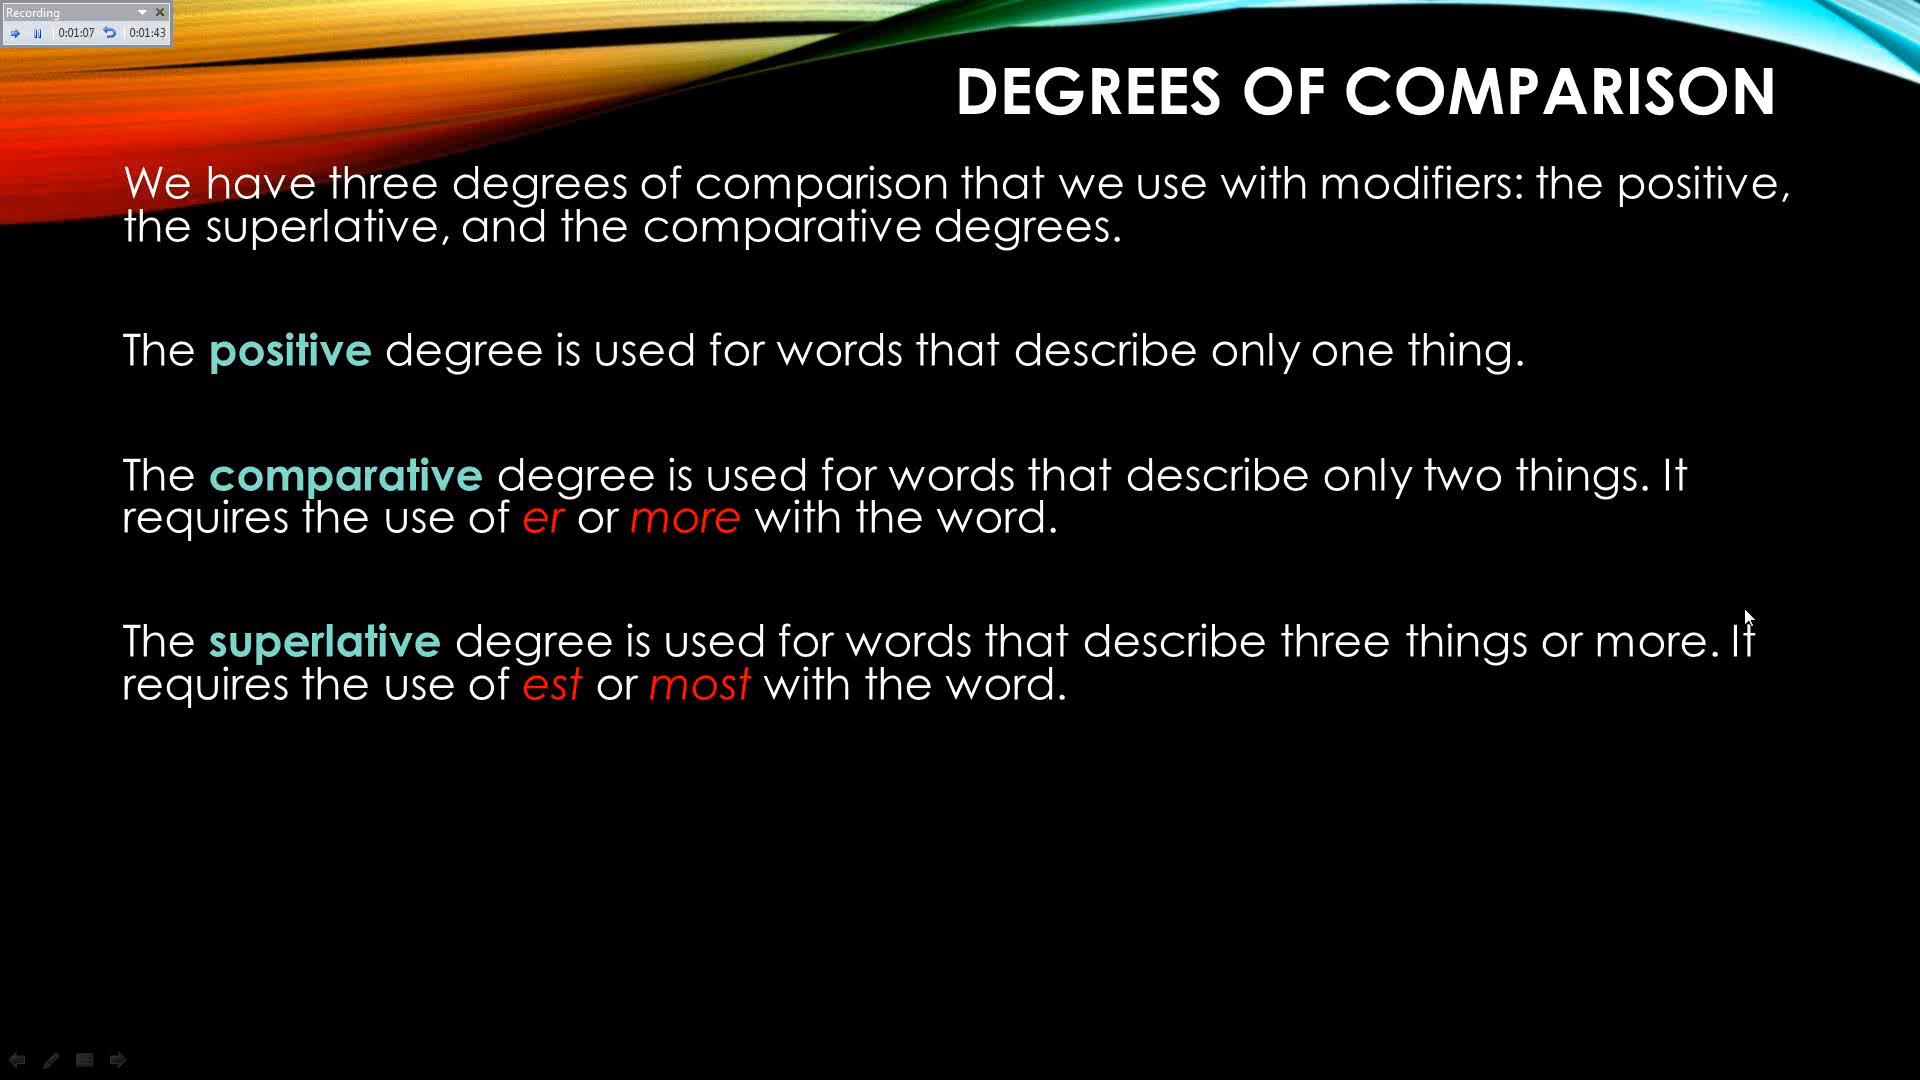 Recording
0:01:07 0:01:43
DEGREES OF COMPARISON
We have three degrees of comparison that we use with modifiers: the positive,
the superlative, and the comparative degrees.
The positive degree is used for words that describe only one thing.
The comparative degree is used for words that describe only two things. It
requires the use of er or more with the word.
The superlative degree is used for words that describe three things or more. It
requires the use of est or most with the word.